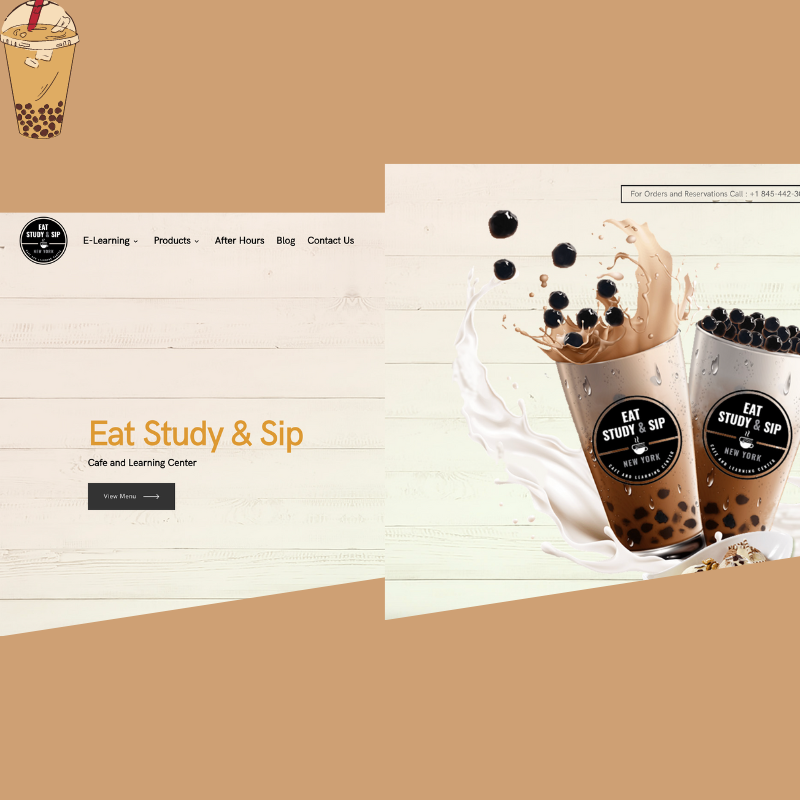 For Orders and Reservations Call : +1 845-442-
EAT
STUDY & SIP
NEW YORK
E-Learning
Products
After Hours
Blog
Contact Us
Eat Study & Sip
Cafe and Learning Center
View Menu
EAT
STUDY & SIP
NEW YORK
CAFE AND LEARNING CENTER
EAT
STUDY & SIP
NEW YORK
CAFE AND LEARNING CENTER